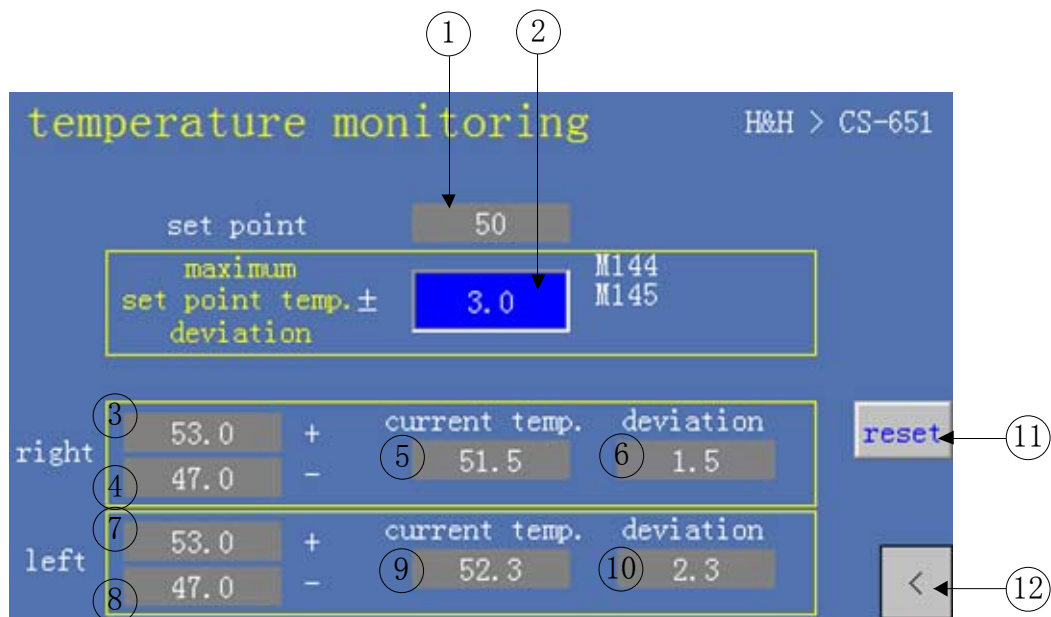 ① ②
temperature monitoring H&H > CS-651
set point 50
maximum M144
set point temp.± 3.0 M145
deviation
③ current temp. deviation
right 53.0 + ⑤ 51.5 ⑥ 1.5 reset ⑪
④ 47.0 -
⑦ current temp. deviation
left 53.0 + ⑨ 52.3 ⑩ 2.3
⑧ 47.0 - < ⑫